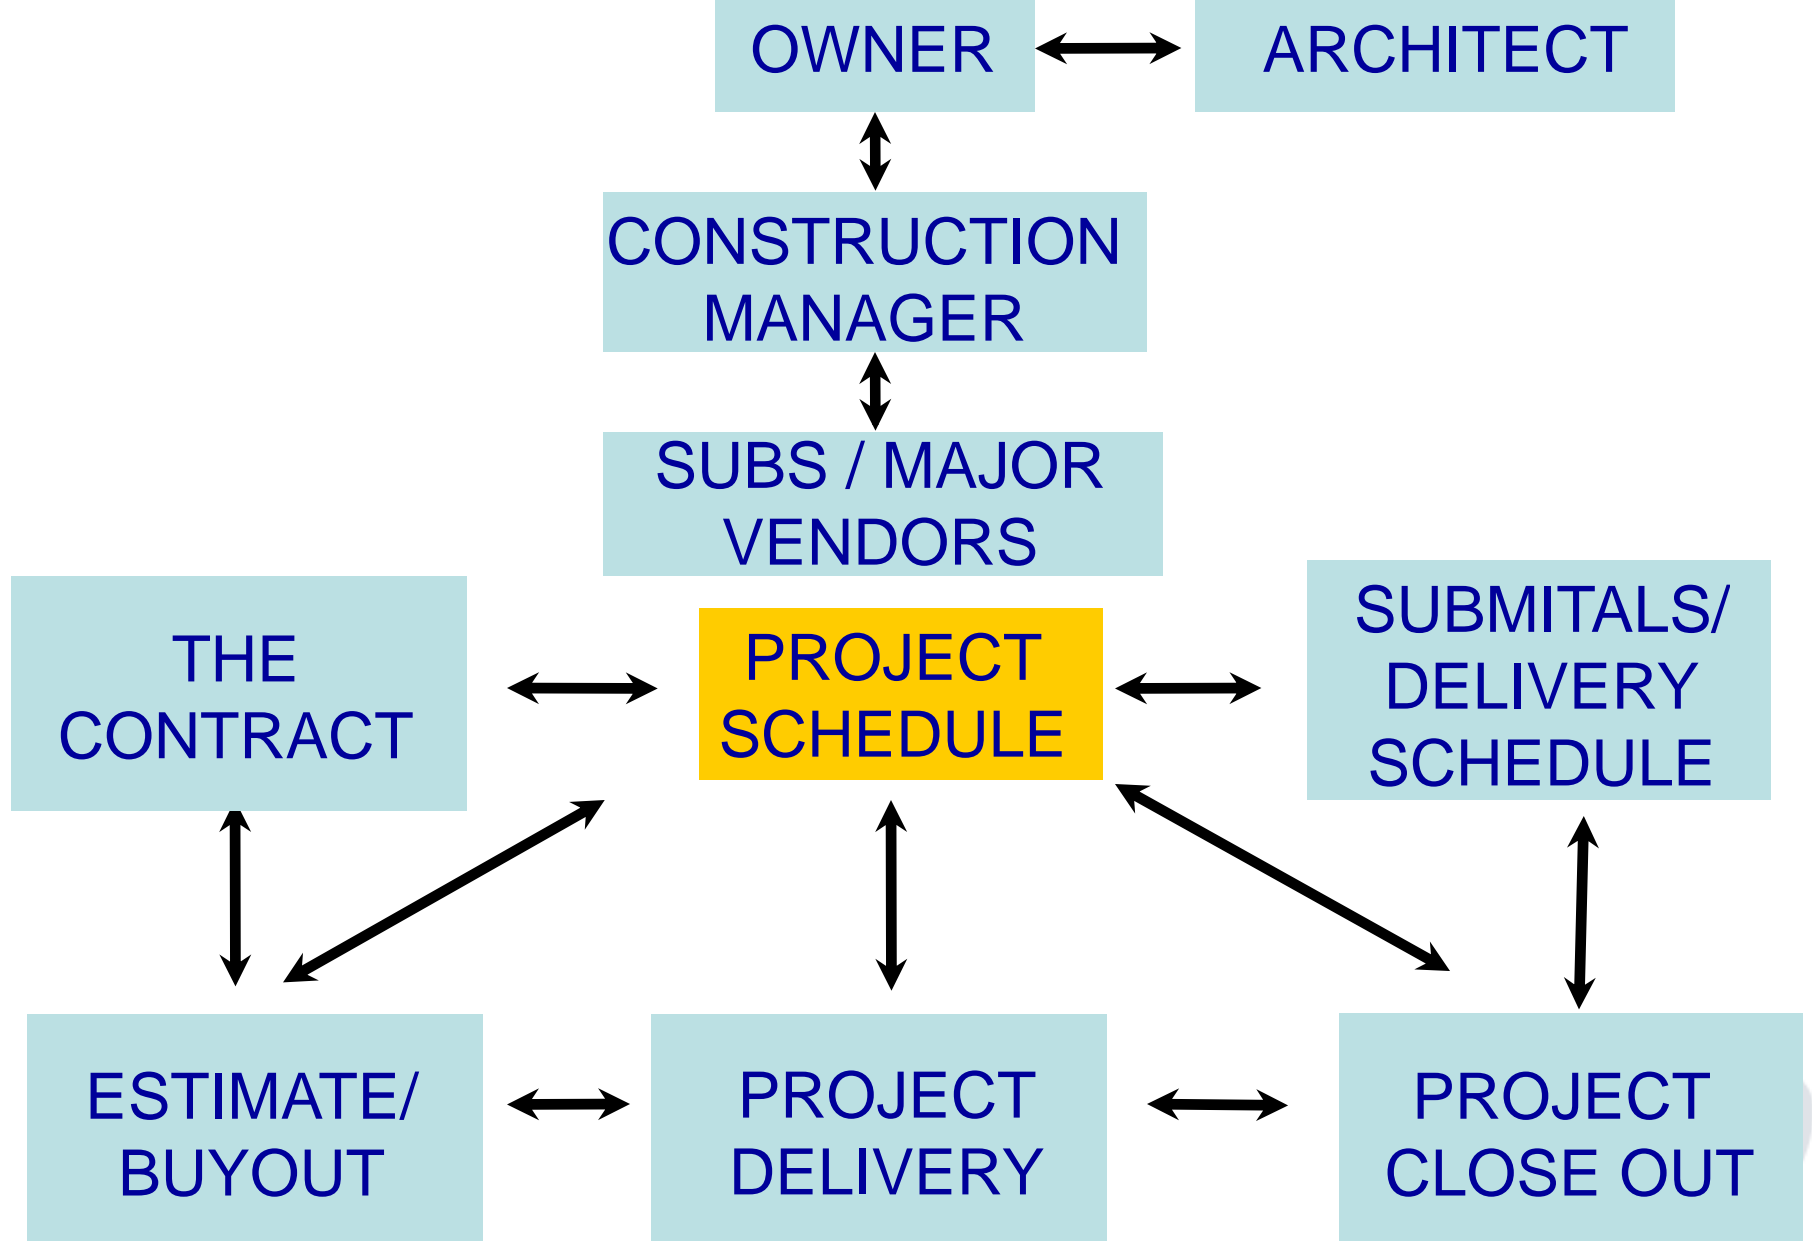 OWNER
ARCHITECT
CONSTRUCTION
MANAGER
SUBS / MAJOR
VENDORS
THE
CONTRACT
PROJECT
SCHEDULE
SUBMITALS/
DELIVERY
SCHEDULE
ESTIMATE/
BUYOUT
PROJECT
DELIVERY
PROJECT
CLOSE OUT